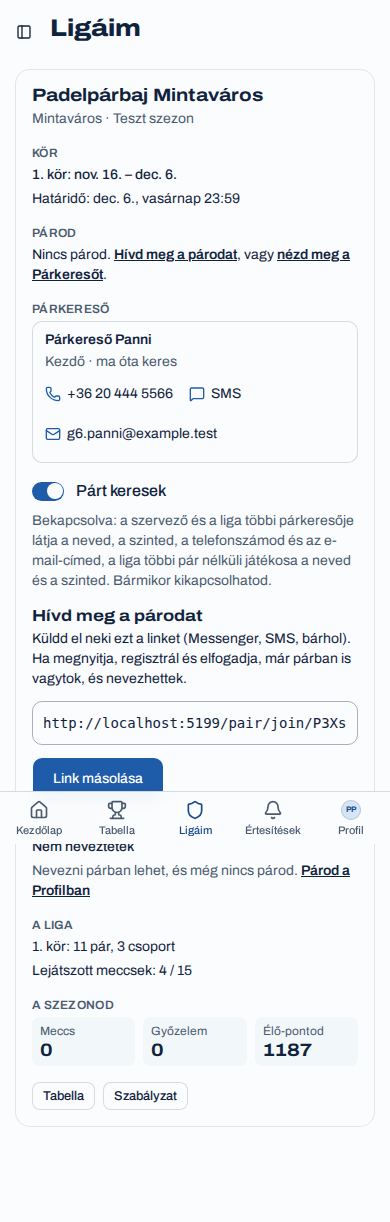 Ligáim
Padelpárbaj Mintaváros
Mintaváros · Teszt szezon
KÖR
1. kör: nov. 16. – dec. 6.
Határidő: dec. 6., vasárnap 23:59
PÁROD
Nincs párod. Hívd meg a párodat, vagy nézd meg a
Párkeresőt.
PÁRKERESŐ
Párkereső Panni
Kezdő · ma óta keres
+36 20 444 5566
SMS
g6.panni@example.test
Párt keresek
Bekapcsolva: a szervező és a liga többi párkeresője
látja a neved, a szinted, a telefonszámod és az e-
mail-címed, a liga többi pár nélküli játékosa a neved
és a szinted. Bármikor kikapcsolhatod.
Hívd meg a párodat
Küldd el neki ezt a linket (Messenger, SMS, bárhol).
Ha megnyitja, regisztrál és elfogadja, már párban is
vagytok, és nevezhettek.
http://localhost:5199/pair/join/P3Xs
Link másolása
Kezdőlap
Tabella
Ligáim
Értesítések
PP
Profil
Nem neveztetek
Nevezni párban lehet, és még nincs párod. Párod a
Profilban
A LIGA
1. kör: 11 pár, 3 csoport
Lejátszott meccsek: 4 / 15
A SZEZONOD
Meccs
0
Győzelem
0
Élő-pontod
1187
Tabella
Szabályzat